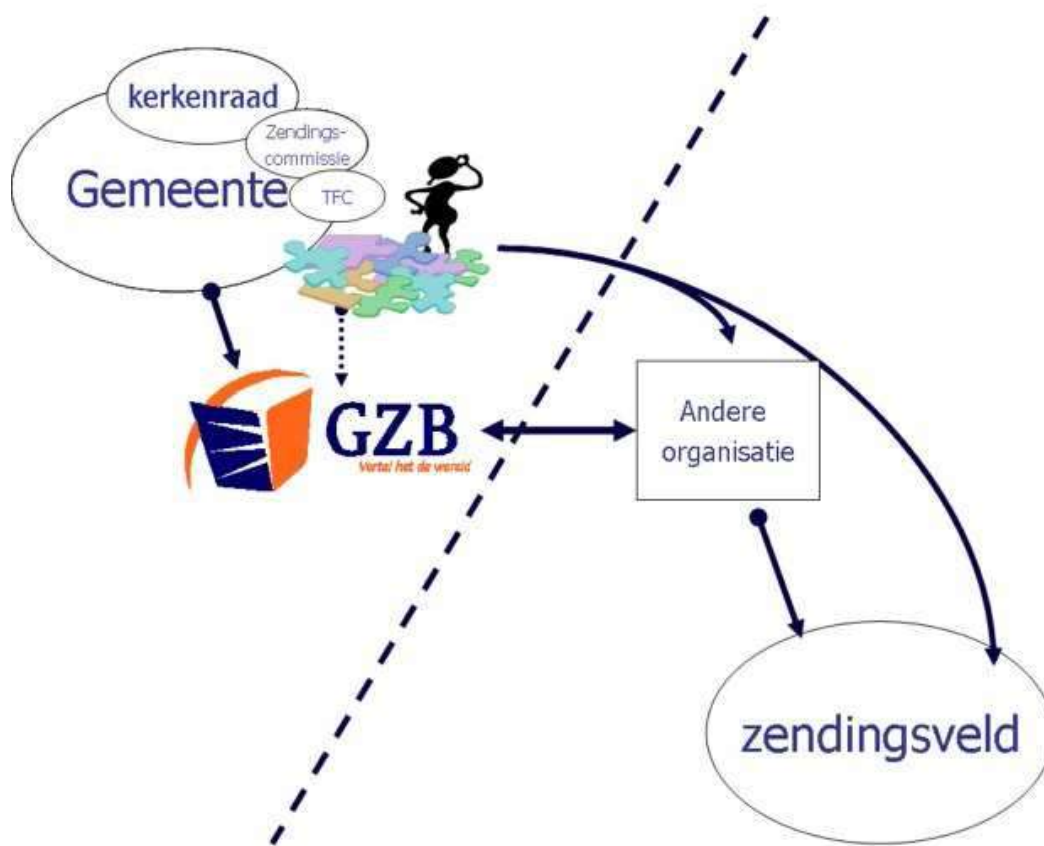 kerkenraad
Zendings-
commissie
Gemeente
TFC
GZB
Vertel het de wereld
Andere
organisatie
zendingsveld